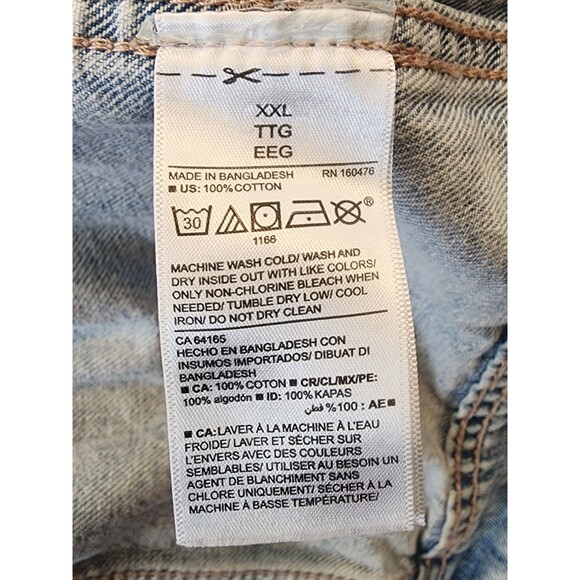 XXL
TTG
EEG
MADE IN BANGLADESH RN 160476
■ US: 100% COTTON
30 ®
1166
MACHINE WASH COLD/ WASH AND
DRY INSIDE OUT WITH LIKE COLORS/
ONLY NON-CHLORINE BLEACH WHEN
NEEDED/ TUMBLE DRY LOW/ COOL
IRON/ DO NOT DRY CLEAN
CA 64165
HECHO EN BANGLADESH CON
INSUMOS IMPORTADOS/ DIBUAT DI
BANGLADESH
■ CA: 100% COTON ■ CR/CL/MX/PE:
100% algodón ■ ID: 100% KAPAS
■ AE: 100% قطن
■ CA: LAVER À LA MACHINE À L'EAU
FROIDE/ LAVER ET SÉCHER SUR
L'ENVERS AVEC DES COULEURS
SEMBLABLES/ UTILISER AU BESOIN UN
AGENT DE BLANCHIMENT SANS
CHLORE UNIQUEMENT/ SÉCHER À LA
MACHINE À BASSE TEMPÉRATURE/